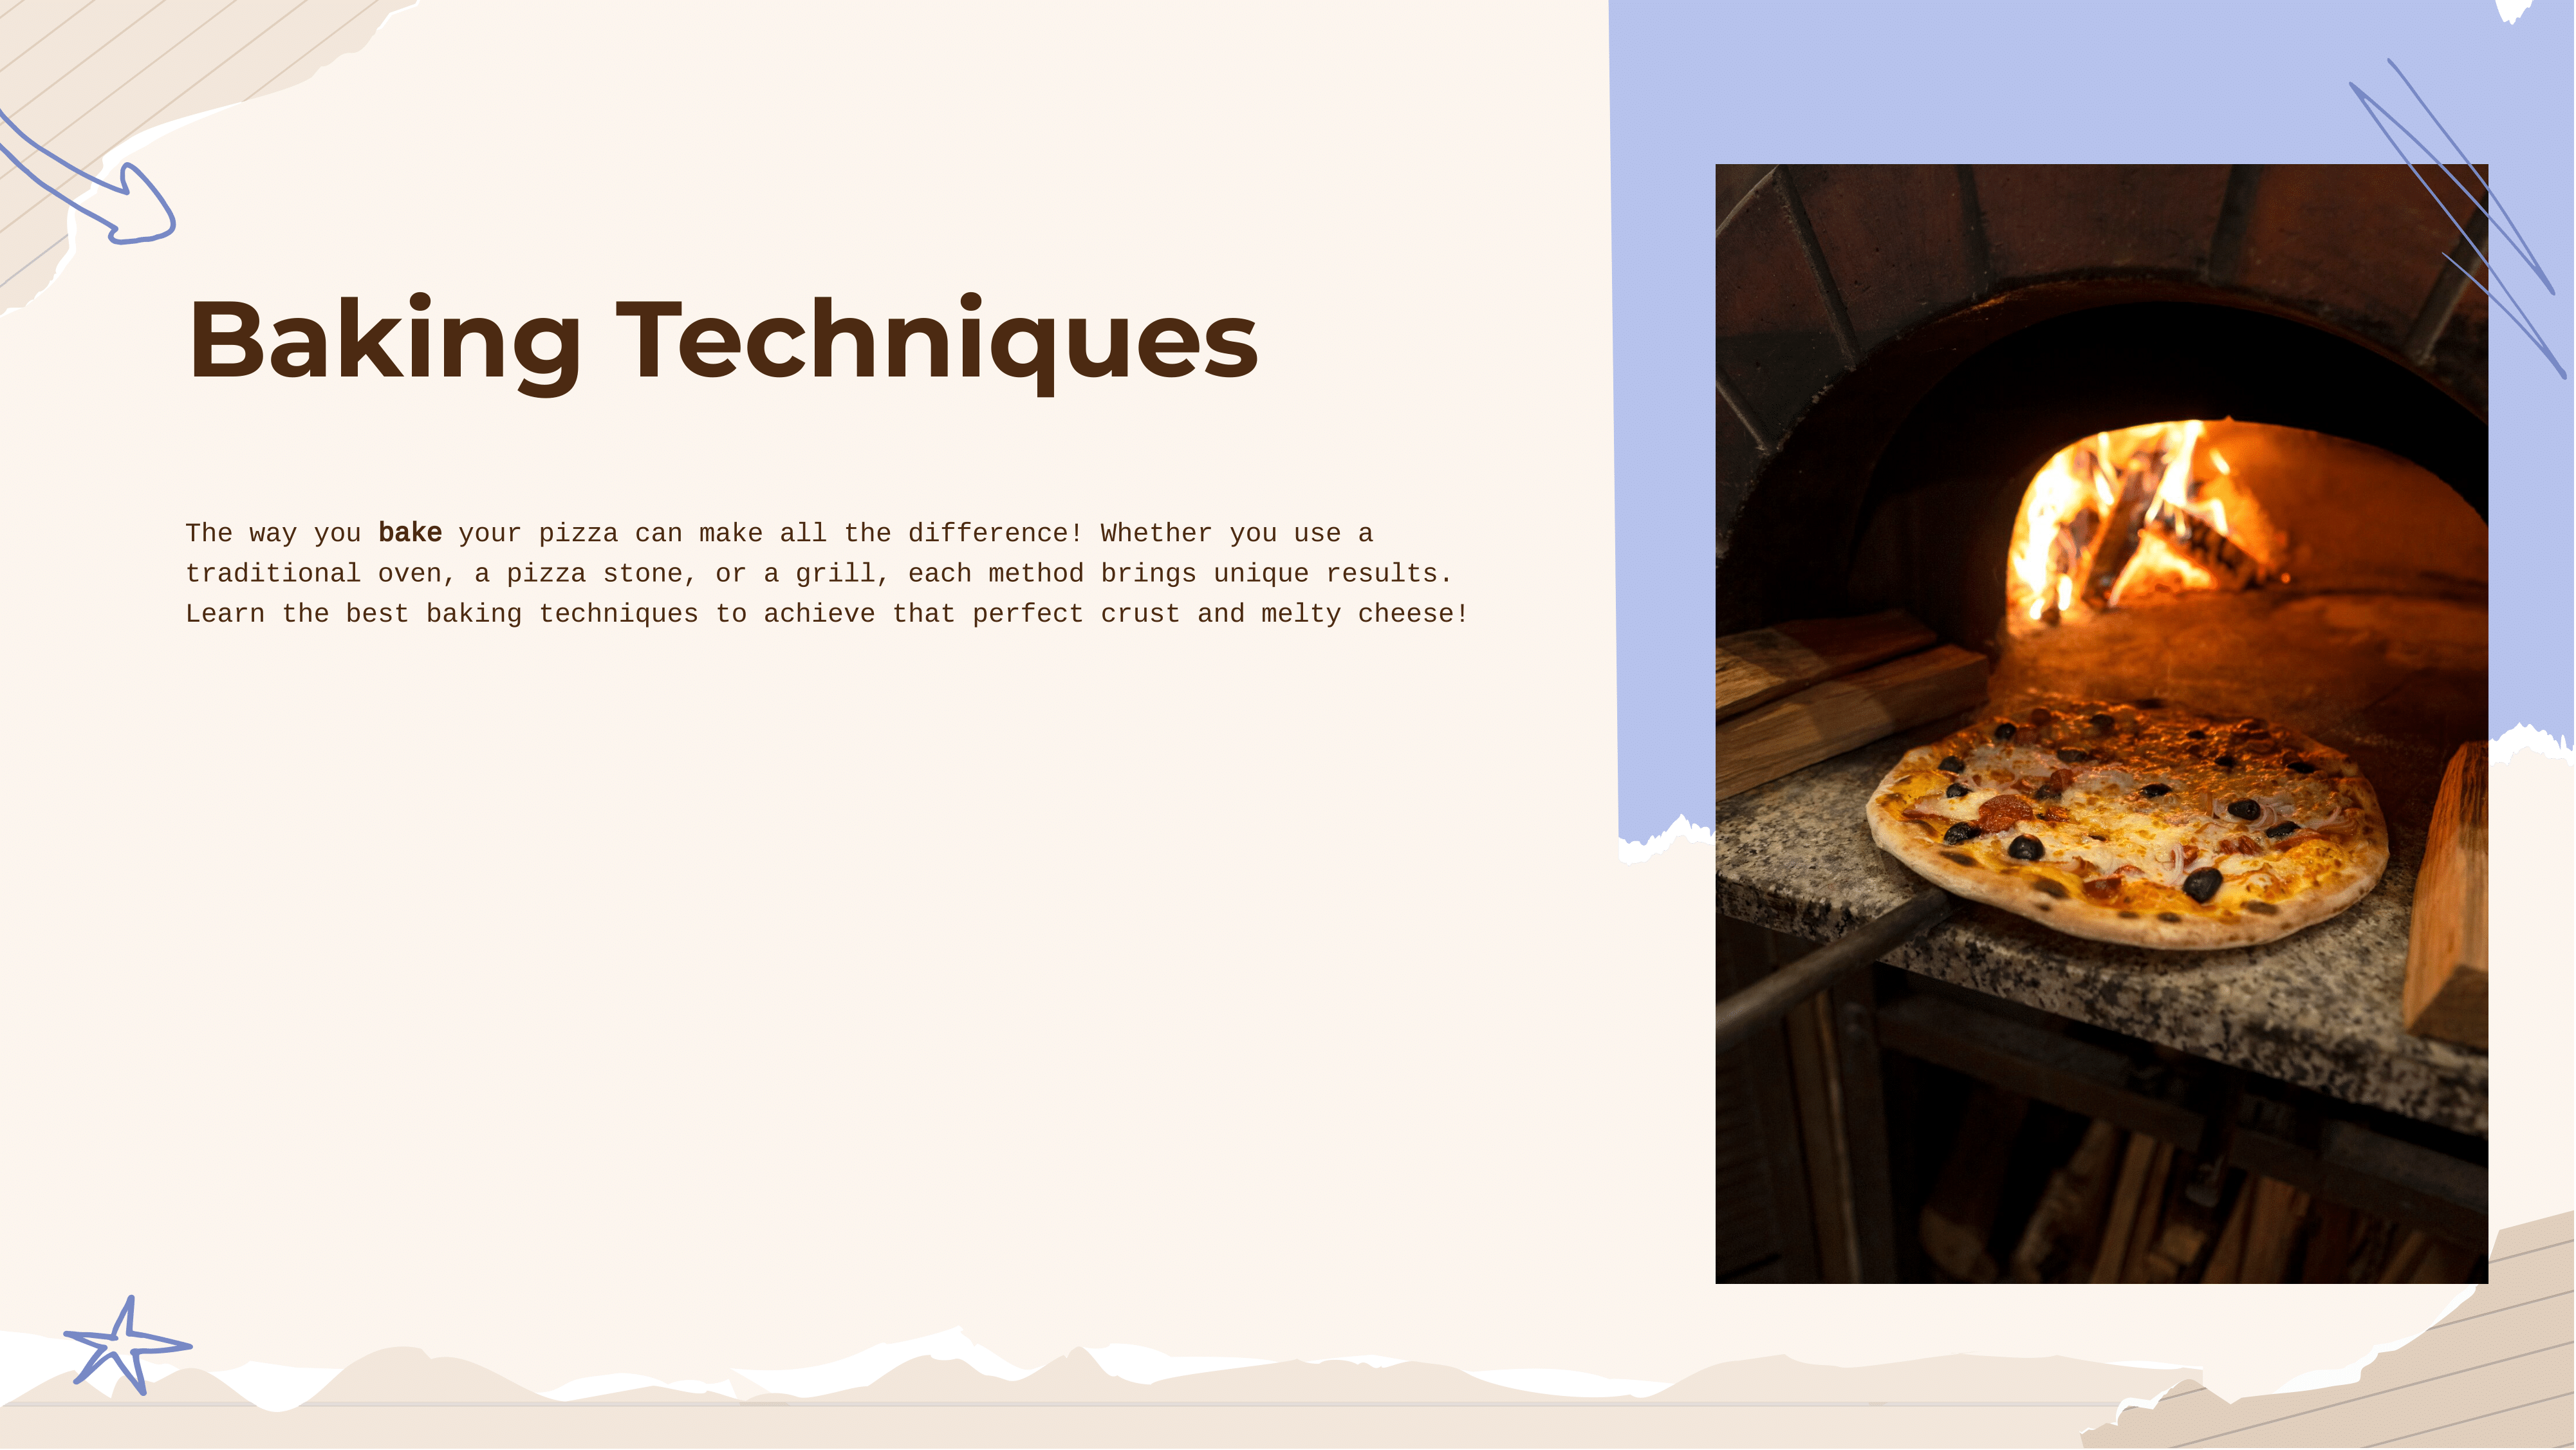 Baking Techniques
The way you bake your pizza can make all the difference! Whether you use a
traditional oven, a pizza stone, or a grill, each method brings unique results.
Learn the best baking techniques to achieve that perfect crust and melty cheese!